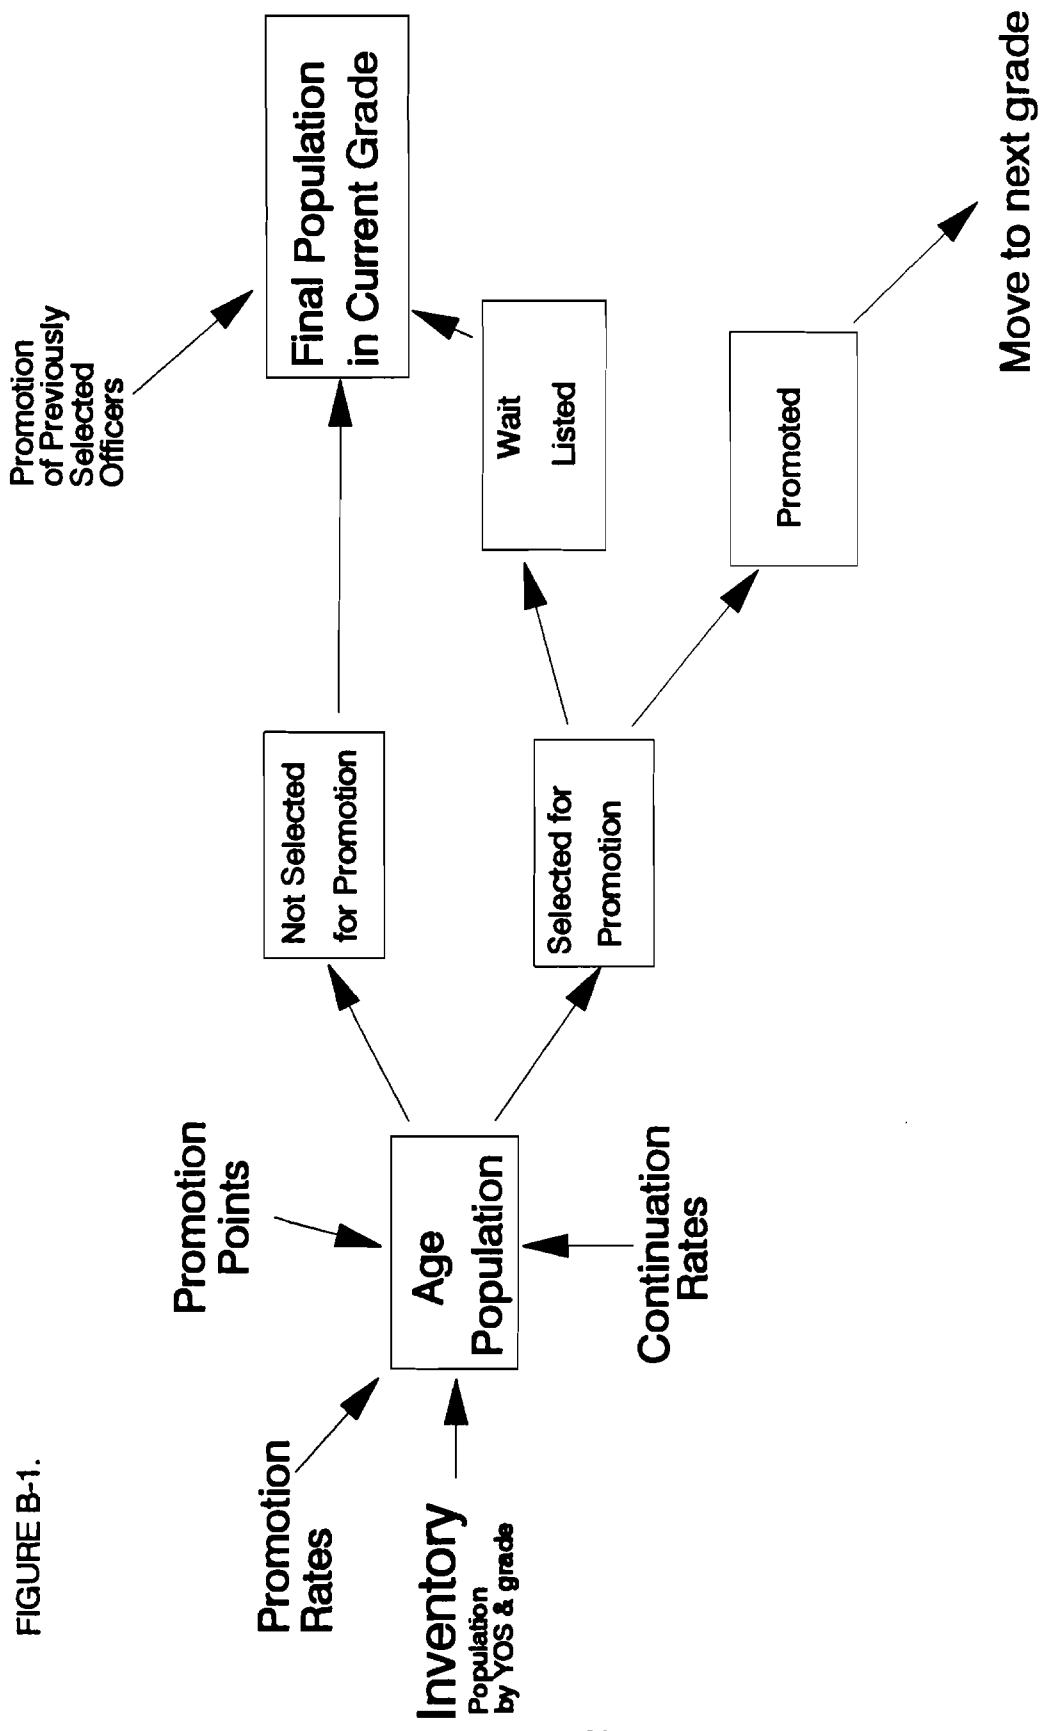 FIGURE B-1.
Promotion
Rates
Inventory
Population
by YOS & grade
Promotion
Points
Age
Population
Continuation
Rates
Not Selected
for Promotion
Selected for
Promotion
Promotion
of Previously
Selected
Officers
Final Population
in Current Grade
Wait
Listed
Promoted
Move to next grade